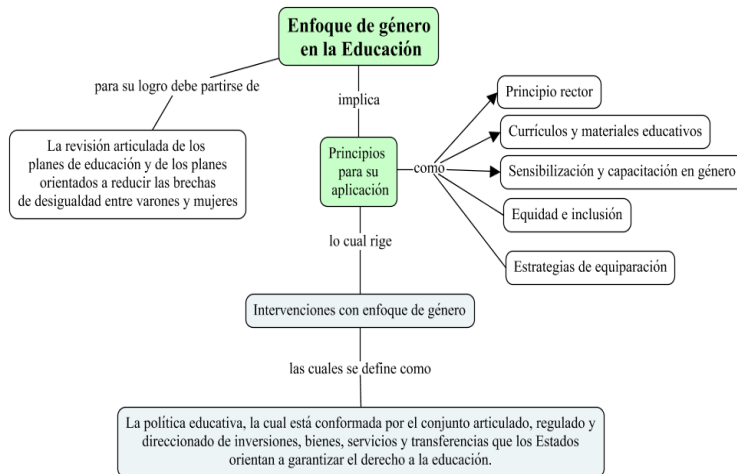 Enfoque de género
en la Educación
para su logro debe partirse de
implica
La revisión articulada de los
planes de educación y de los planes
orientados a reducir las brechas
de desigualdad entre varones y mujeres
Principios
para su
aplicación
como
Principio rector
Currículos y materiales educativos
Sensibilización y capacitación en género
Equidad e inclusión
Estrategias de equiparación
lo cual rige
Intervenciones con enfoque de género
las cuales se define como
La política educativa, la cual está conformada por el conjunto articulado, regulado y
direccionado de inversiones, bienes, servicios y transferencias que los Estados
orientan a garantizar el derecho a la educación.